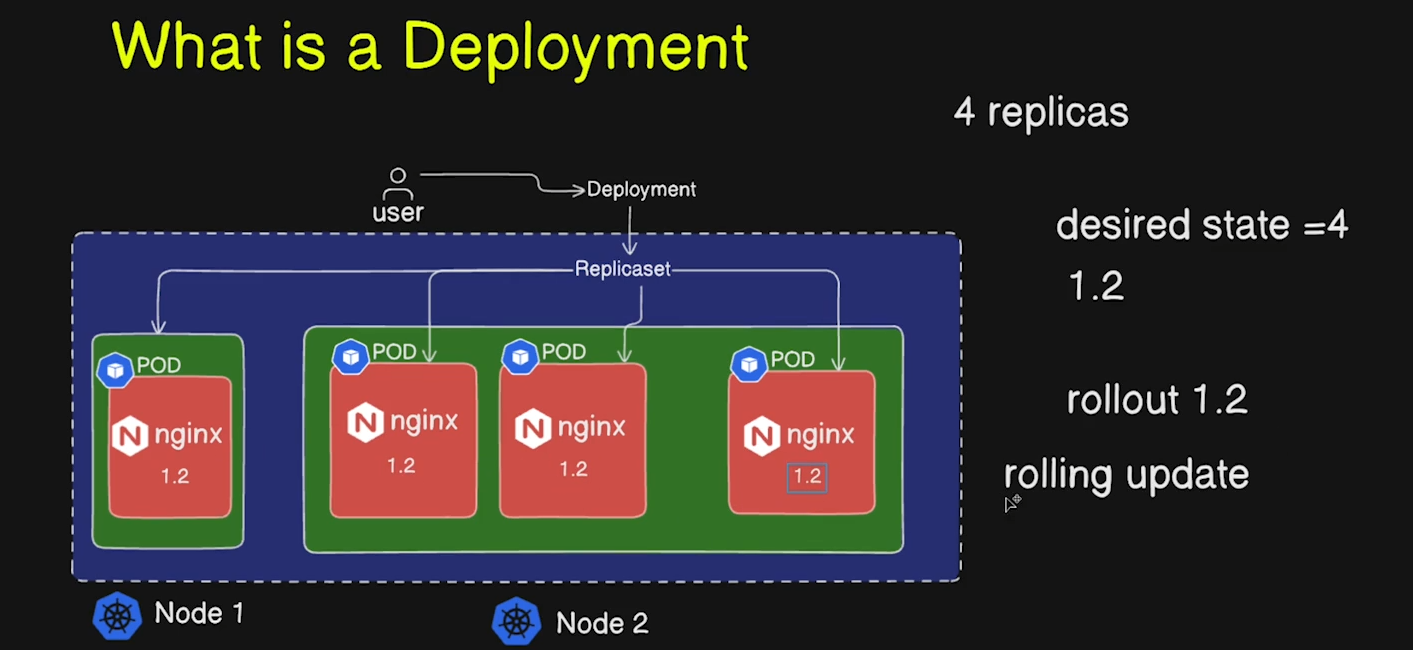 What is a Deployment
4 replicas
user
Deployment
desired state =4
Replicaset
1.2
POD
nginx
1.2
POD
nginx
1.2
POD
nginx
1.2
POD
nginx
1.2
rollout 1.2
rolling update
Node 1
Node 2